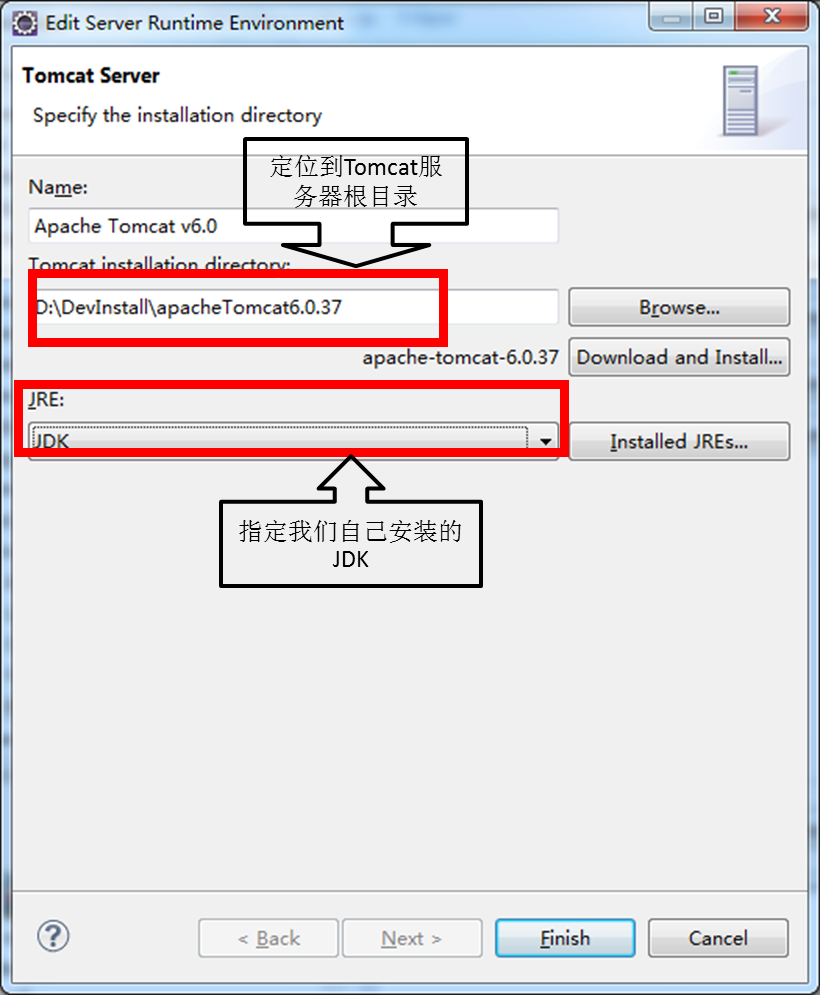 Edit Server Runtime Environment
Tomcat Server
Specify the installation directory
定位到Tomcat服
务器根目录
Name:
Apache Tomcat v6.0
Tomcat installation directory:
D:\DevInstall\apacheTomcat6.0.37
Browse...
apache-tomcat-6.0.37
Download and Install...
JRE:
JDK
Installed JREs...
指定我们自己安装的
JDK
?
< Back
Next >
Finish
Cancel